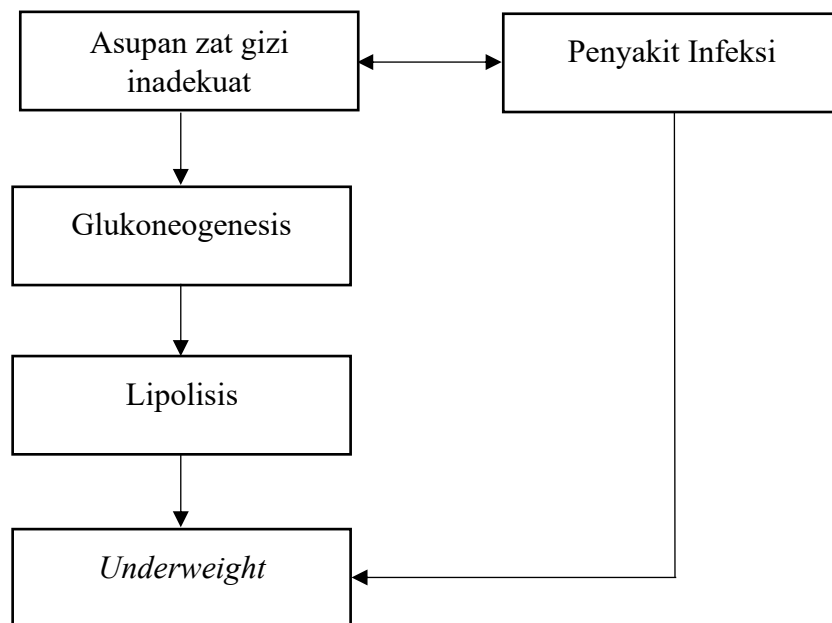 Asupan zat gizi
inadekuat
Penyakit Infeksi
Glukoneogenesis
Lipolisis
Underweight